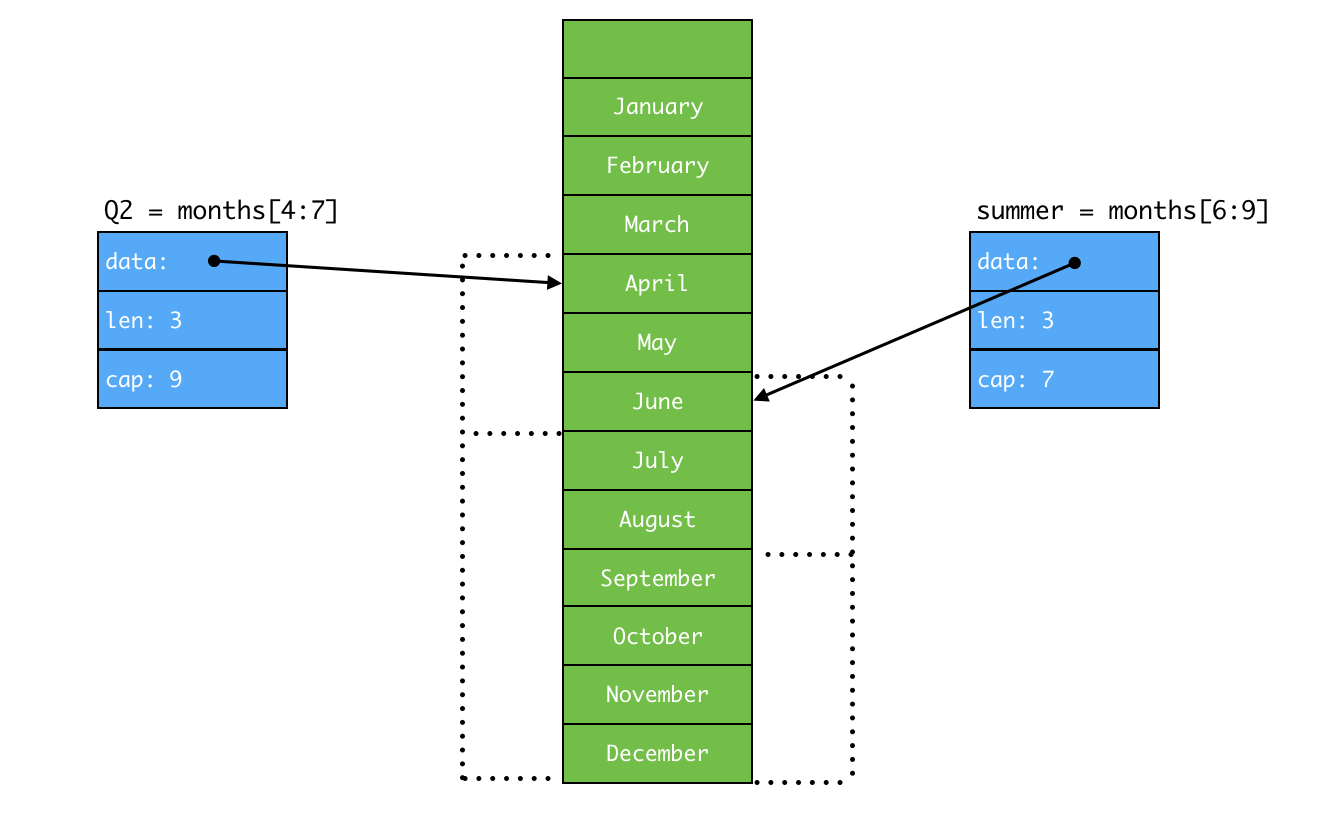 Q2 = months[4:7]
data:
len: 3
cap: 9
January
February
March
April
May
June
July
August
September
October
November
December
summer = months[6:9]
data:
len: 3
cap: 7